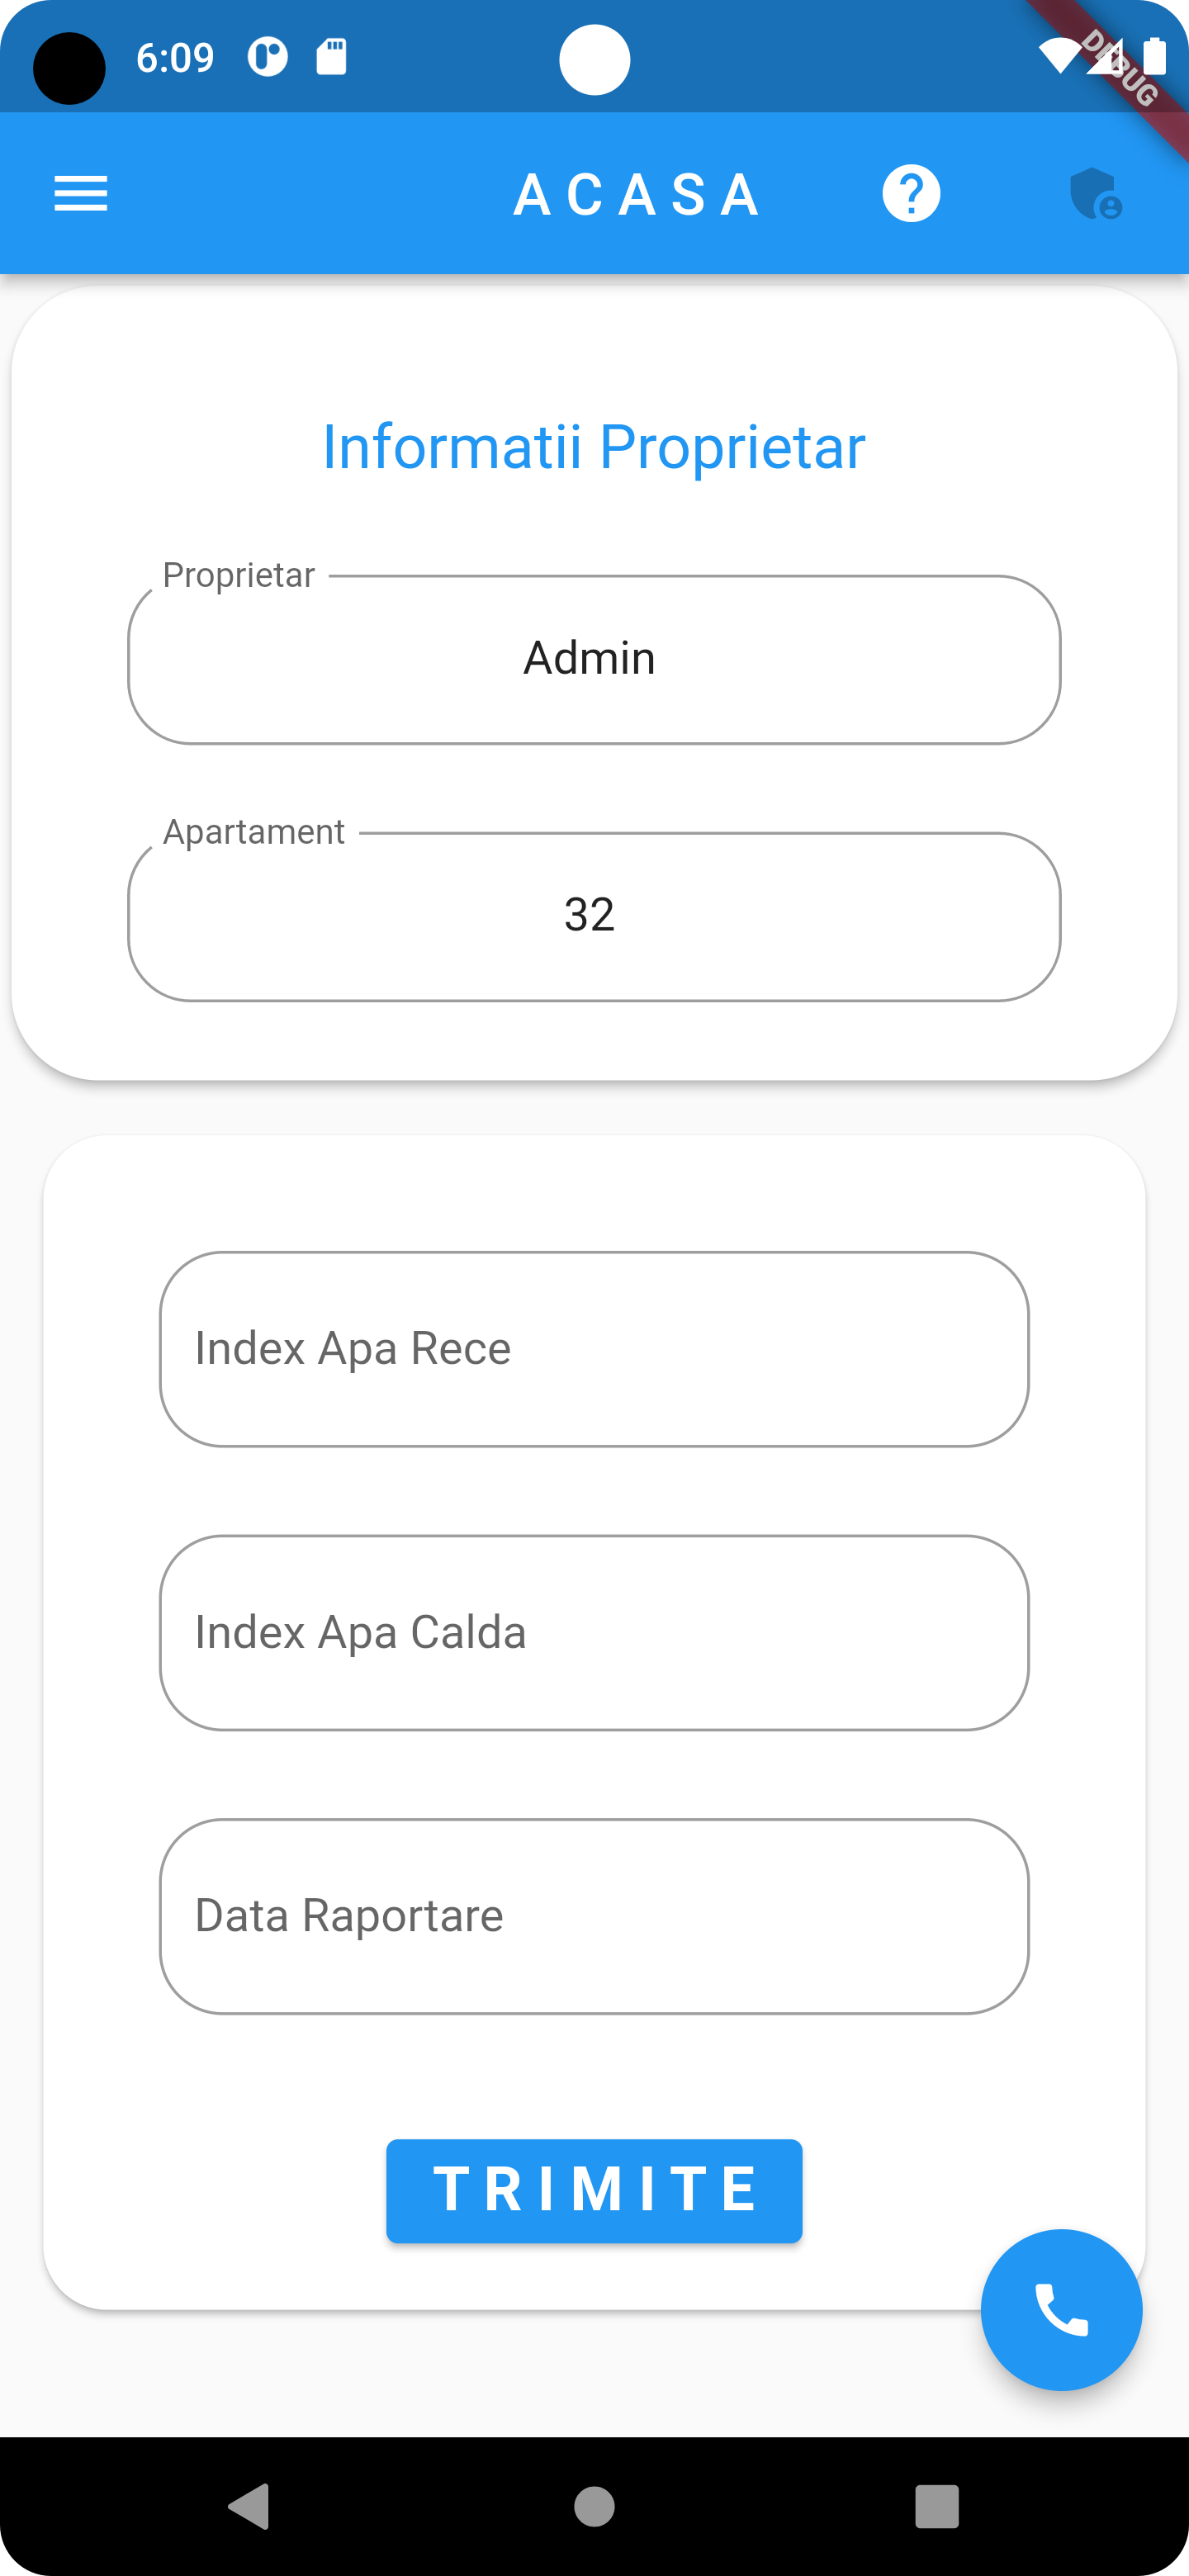 6:09
DEBUG
ACASA
Informatii Proprietar
Proprietar
Admin
Apartament
32
Index Apa Rece
Index Apa Calda
Data Raportare
TRIMITE